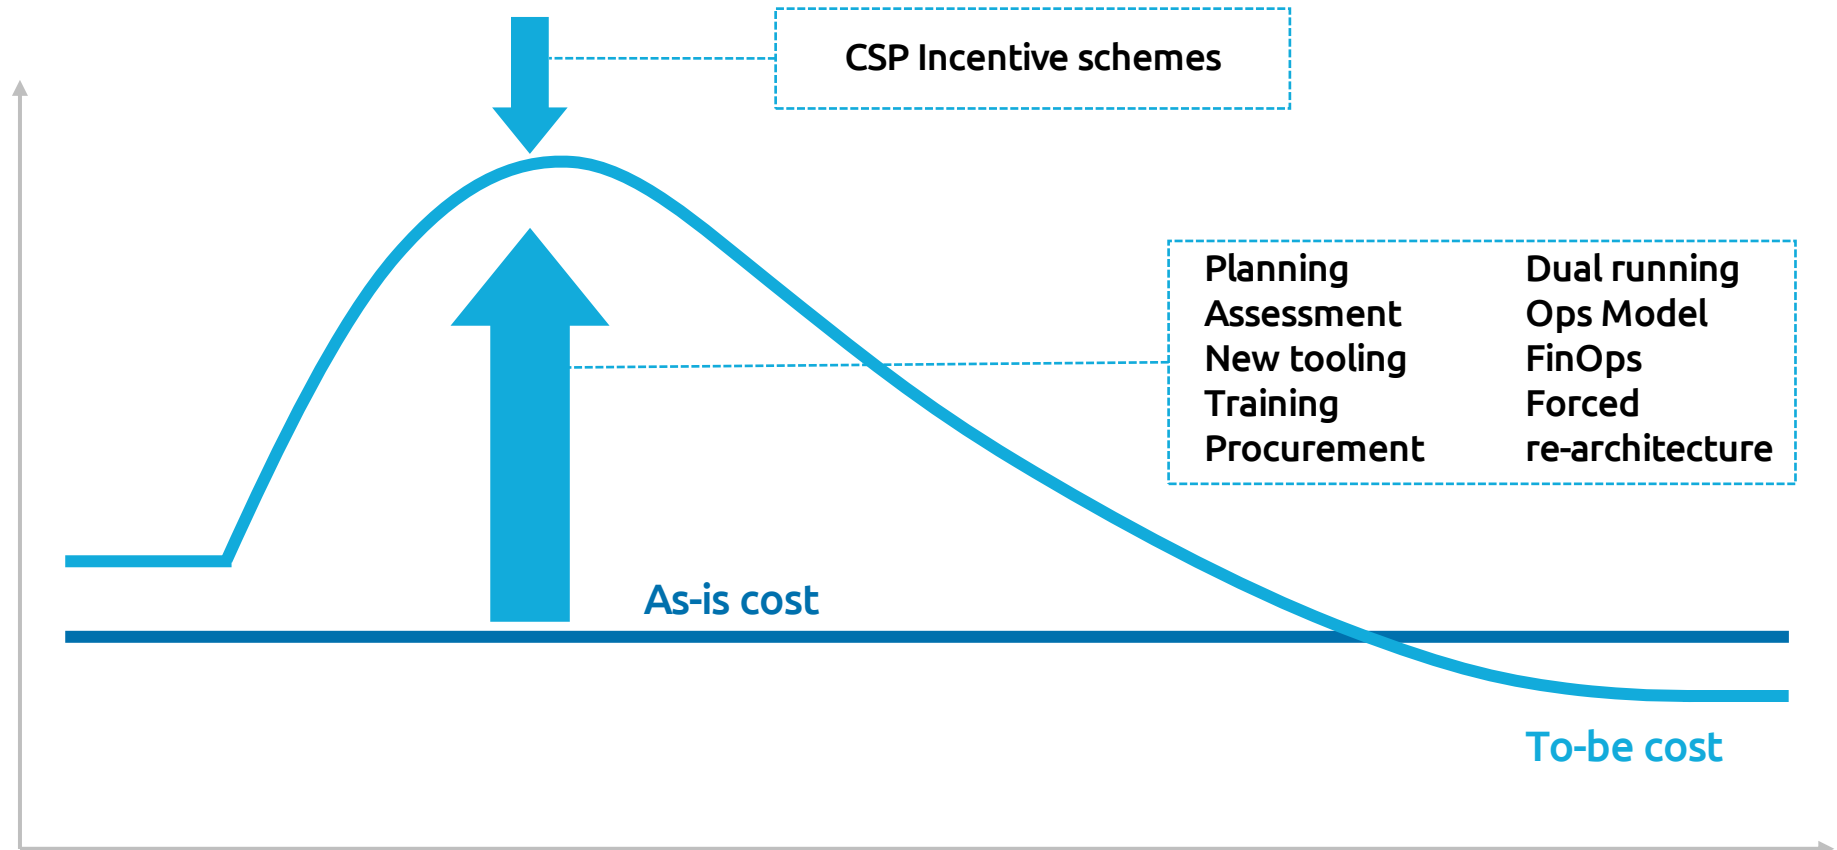 CSP Incentive schemes
Planning
Assessment
New tooling
Training
Procurement
Dual running
Ops Model
FinOps
Forced
re-architecture
As-is cost
To-be cost